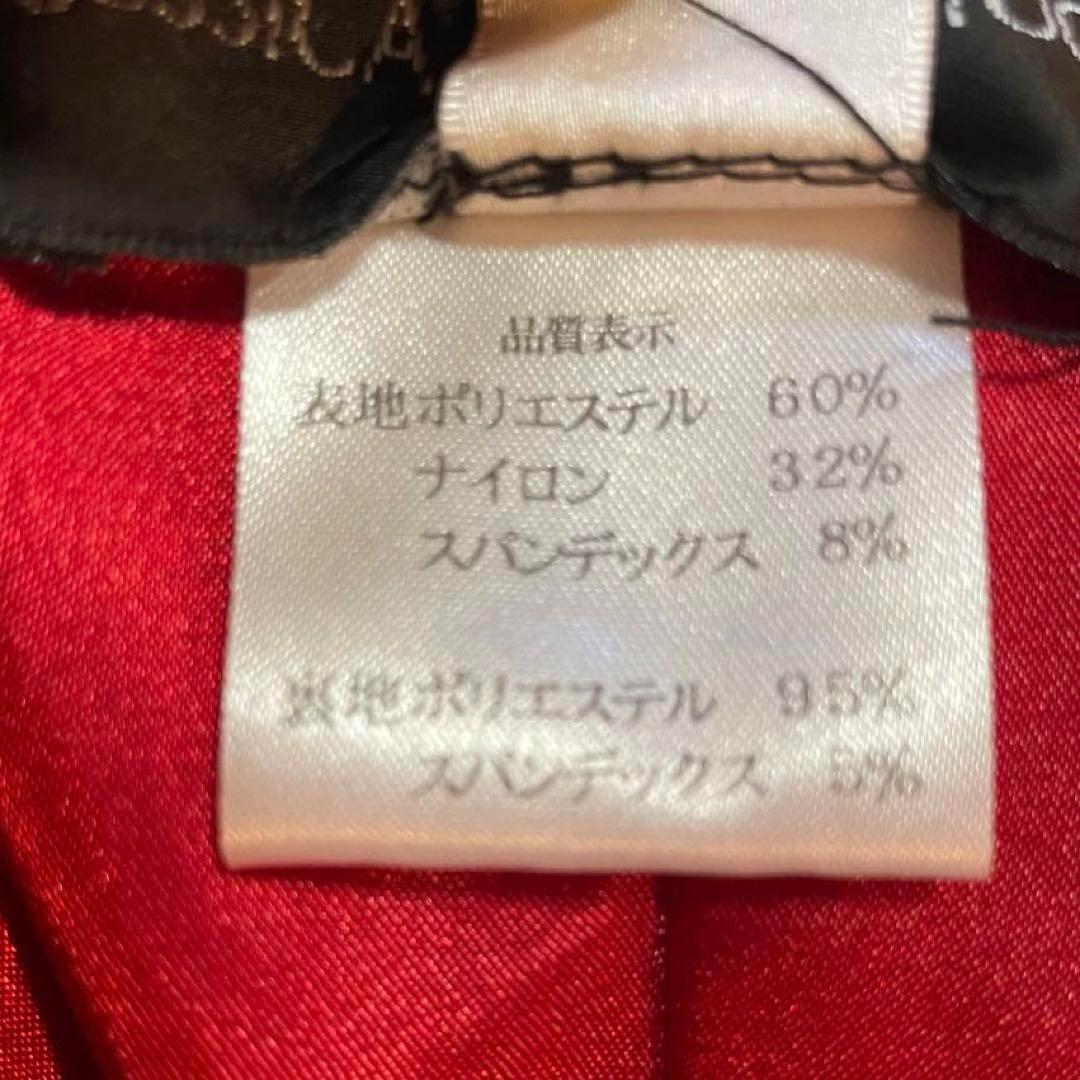 品質表示
表地ポリエステル 60%
ナイロン 32%
スパンデックス 8%
裏地ポリエステル 95%
スパンデックス 5%